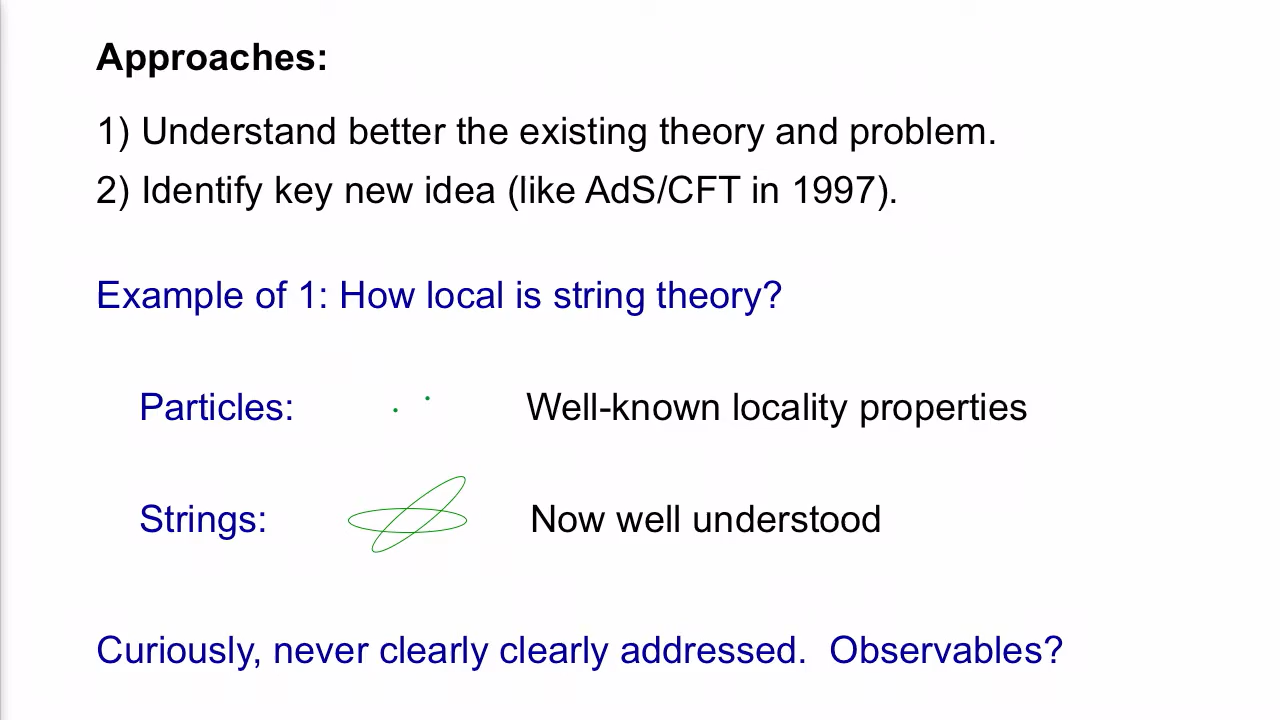 Approaches:
1) Understand better the existing theory and problem.
2) Identify key new idea (like AdS/CFT in 1997).
Example of 1: How local is string theory?
Particles: Well-known locality properties
Strings: Now well understood
Curiously, never clearly clearly addressed. Observables?